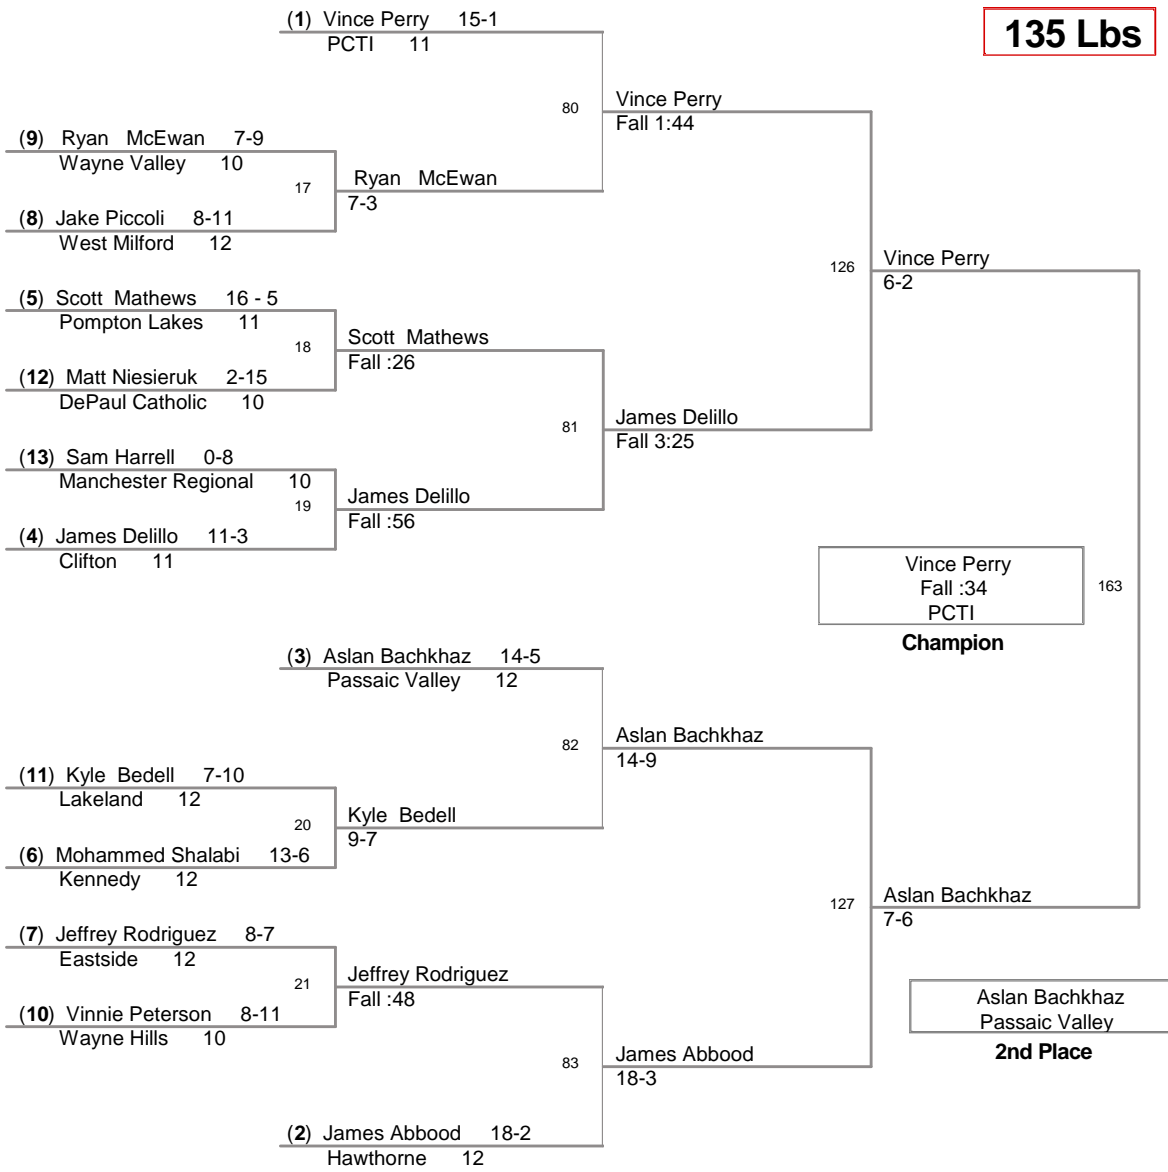 135 Lbs
(1) Vince Perry 15-1
PCTI 11
80
Vince Perry
Fall 1:44
(9) Ryan McEwan 7-9
Wayne Valley 10
17
Ryan McEwan
7-3
(8) Jake Piccoli 8-11
West Milford 12
126
Vince Perry
6-2
(5) Scott Mathews 16 - 5
Pompton Lakes 11
18
Scott Mathews
Fall :26
(12) Matt Niesieruk 2-15
DePaul Catholic 10
81
James Delillo
Fall 3:25
(13) Sam Harrell 0-8
Manchester Regional 10
19
James Delillo
Fall :56
(4) James Delillo 11-3
Clifton 11
Vince Perry
Fall :34
PCTI
163
Champion
(3) Aslan Bachkhaz 14-5
Passaic Valley 12
82
Aslan Bachkhaz
14-9
(11) Kyle Bedell 7-10
Lakeland 12
20
Kyle Bedell
9-7
(6) Mohammed Shalabi 13-6
Kennedy 12
127
Aslan Bachkhaz
7-6
(7) Jeffrey Rodriguez 8-7
Eastside 12
21
Jeffrey Rodriguez
Fall :48
(10) Vinnie Peterson 8-11
Wayne Hills 10
Aslan Bachkhaz
Passaic Valley
2nd Place
83
James Abbood
18-3
(2) James Abbood 18-2
Hawthorne 12